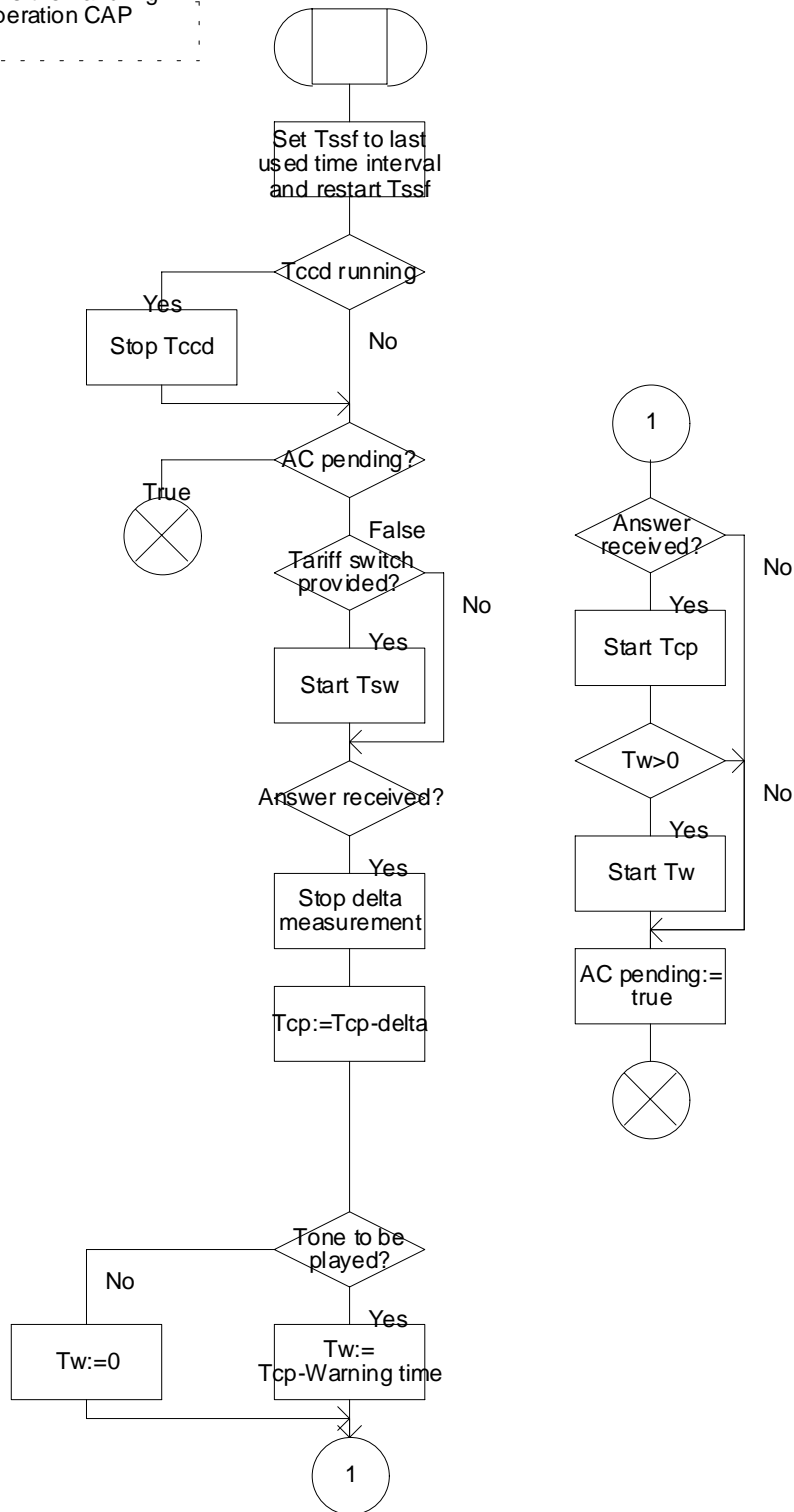 operation CAP
Set Tssf to last
used time interval
and restart Tssf
Tccd running
Yes
Stop Tccd
No
AC pending?
True
False
Tariff switch
provided?
No
Yes
Start Tsw
Answer received?
Yes
Stop delta
measurement
Tcp:=Tcp-delta
Tone to be
played?
No
Yes
Tw:=0
Tw:=
Tcp-Warning time
1
1
Answer
received?
No
Yes
Start Tcp
Tw>0
No
Yes
Start Tw
AC pending:=
true